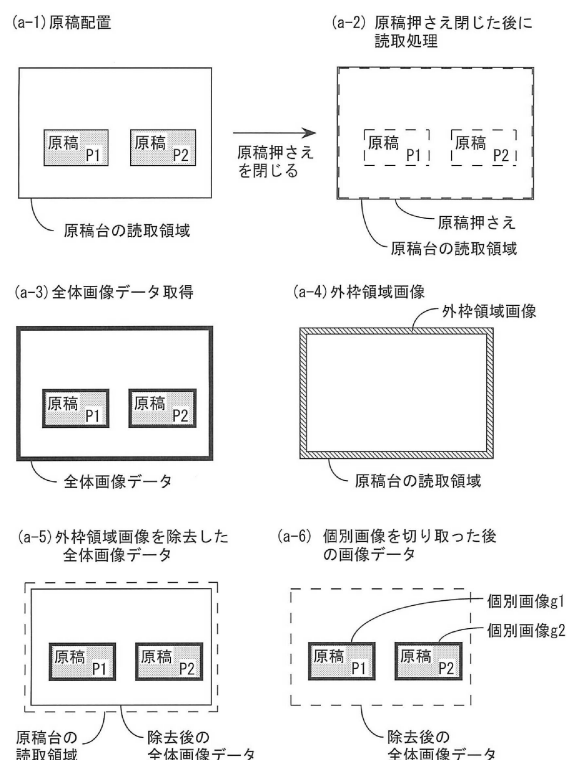 (a-1)原稿配置
(a-2) 原稿押さえ閉じた後に
読取処理
原稿
P1
原稿
P2
原稿押さえ
を閉じる
原稿
P1
原稿
P2
原稿台の読取領域
原稿押さえ
原稿台の読取領域
(a-3)全体画像データ取得
(a-4)外枠領域画像
外枠領域画像
原稿
P1
原稿
P2
全体画像データ
原稿台の読取領域
(a-5)外枠領域画像を除去した
全体画像データ
(a-6) 個別画像を切り取った後
の画像データ
個別画像g1
個別画像g2
原稿
P1
原稿
P2
原稿
P1
原稿
P2
原稿台の
読取領域
除去後の
全体画像データ
除去後の
全体画像データ